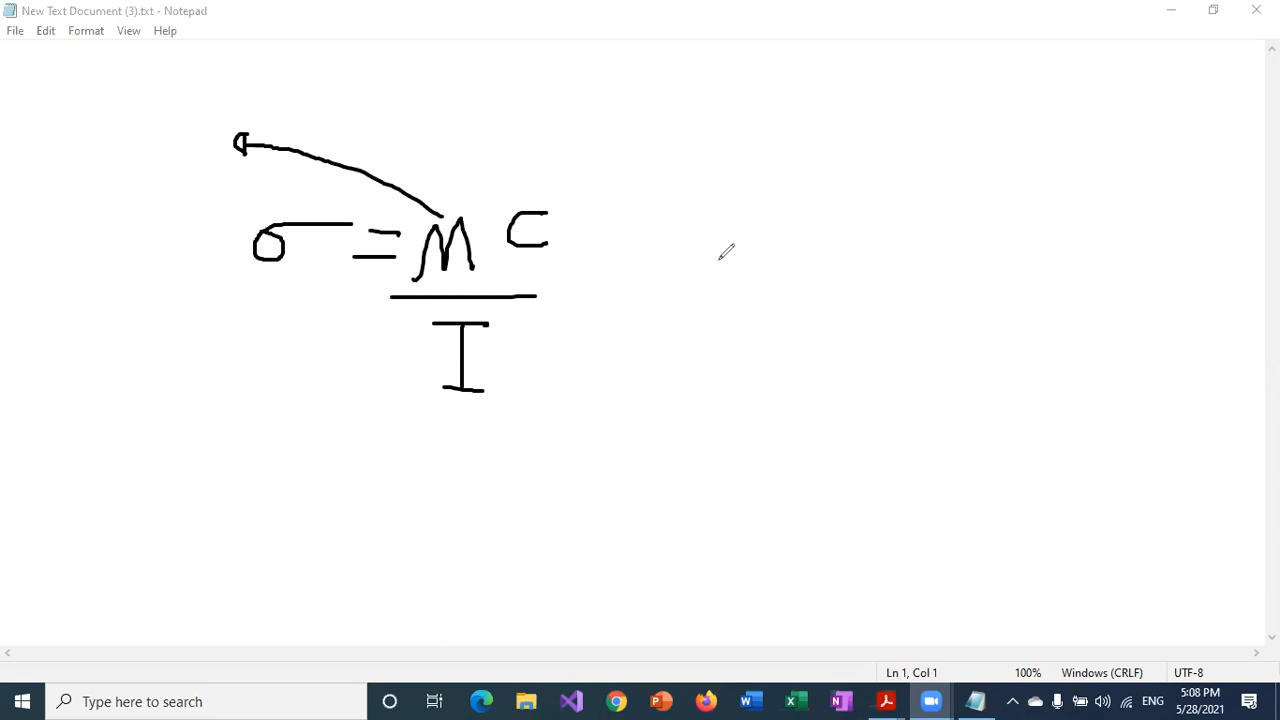 New Text Document (3).txt - Notepad
File Edit Format View Help
σ = M C
I
Ln 1, Col 1 100% Windows (CRLF) UTF-8
Type here to search
ENG
5:08 PM
5/28/2021